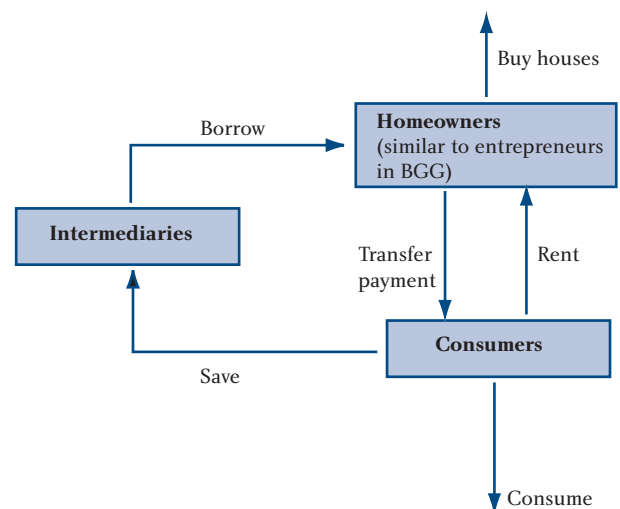 Buy houses
Homeowners
(similar to entrepreneurs
in BGG)
Borrow
Intermediaries
Transfer
payment
Rent
Consumers
Save
Consume